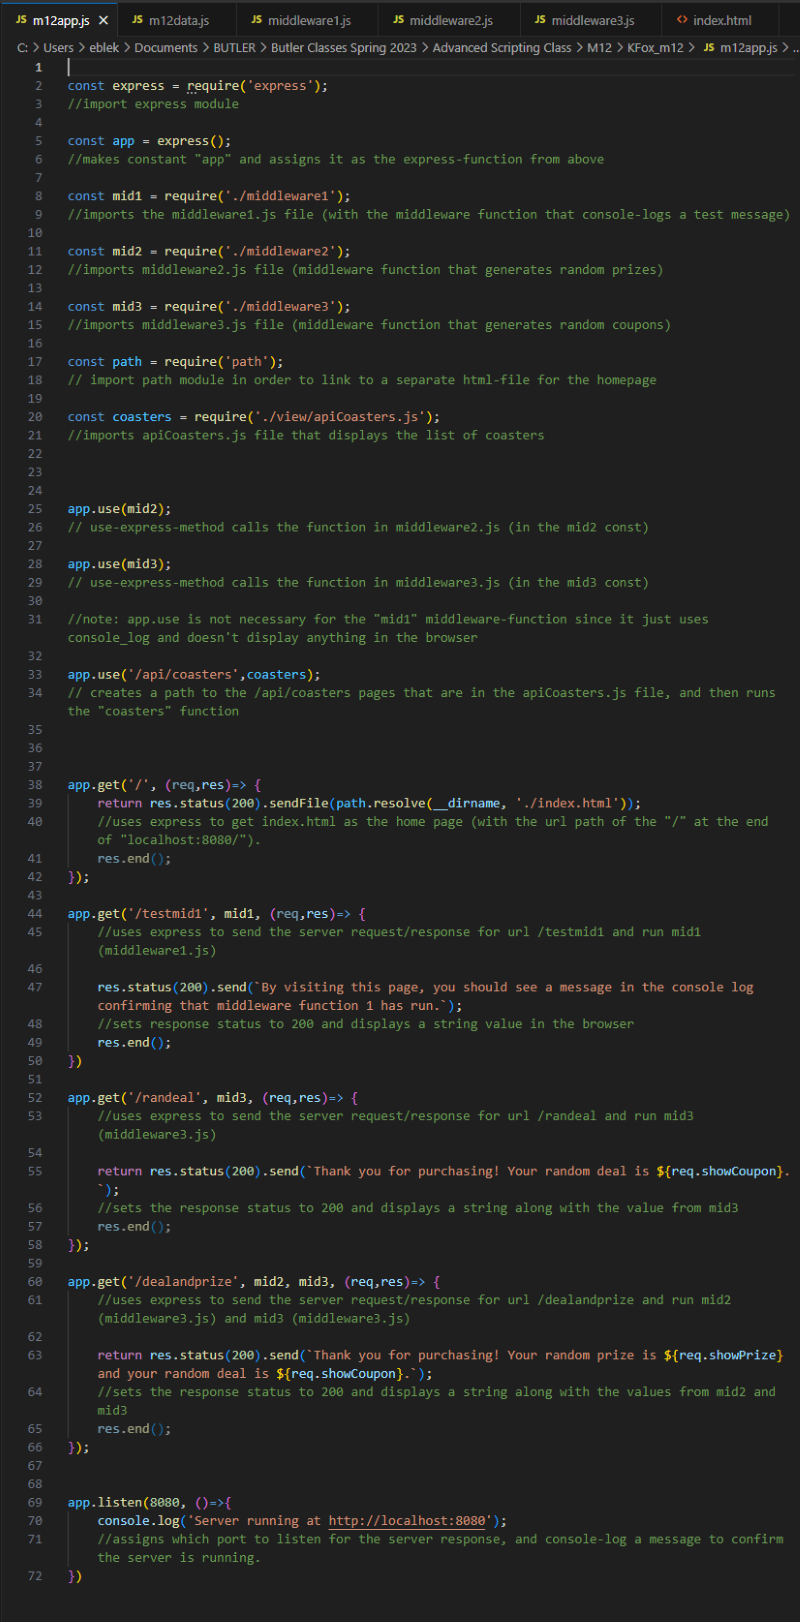 JS m12app.js × JS m12data.js JS middleware1.js JS middleware2.js JS middleware3.js <> index.html
C: > Users > eblek > Documents > BUTLER > Butler Classes Spring 2023 > Advanced Scripting Class > M12 > KFox_m12 > JS m12app.js > ..
1
2 const express = require('express');
3 //import express module
4
5 const app = express();
6 //makes constant "app" and assigns it as the express-function from above
7
8 const mid1 = require('./middleware1');
9 //imports the middleware1.js file (with the middleware function that console-logs a test message)
10
11 const mid2 = require('./middleware2');
12 //imports middleware2.js file (middleware function that generates random prizes)
13
14 const mid3 = require('./middleware3');
15 //imports middleware3.js file (middleware function that generates random coupons)
16
17 const path = require('path');
18 // import path module in order to link to a separate html-file for the homepage
19
20 const coasters = require('./view/apiCoasters.js');
21 //imports apiCoasters.js file that displays the list of coasters
22
23
24
25 app.use(mid2);
26 // use-express-method calls the function in middleware2.js (in the mid2 const)
27
28 app.use(mid3);
29 // use-express-method calls the function in middleware3.js (in the mid3 const)
30
31 //note: app.use is not necessary for the "mid1" middleware-function since it just uses
console_log and doesn't display anything in the browser
32
33 app.use('/api/coasters',coasters);
34 // creates a path to the /api/coasters pages that are in the apiCoasters.js file, and then runs
the "coasters" function
35
36
37
38 app.get('/', (req,res)=> {
39 return res.status(200).sendFile(path.resolve(__dirname, './index.html'));
40 //uses express to get index.html as the home page (with the url path of the "/" at the end
of "localhost:8080/").
41 res.end();
42 });
43
44 app.get('/testmid1', mid1, (req,res)=> {
45 //uses express to send the server request/response for url /testmid1 and run mid1
(middleware1.js)
46
47 res.status(200).send(`By visiting this page, you should see a message in the console log
confirming that middleware function 1 has run.`);
48 //sets response status to 200 and displays a string value in the browser
49 res.end();
50 })
51
52 app.get('/randeal', mid3, (req,res)=> {
53 //uses express to send the server request/response for url /randeal and run mid3
(middleware3.js)
54
55 return res.status(200).send(`Thank you for purchasing! Your random deal is ${req.showCoupon}.
`);
56 //sets the response status to 200 and displays a string along with the value from mid3
57 res.end();
58 });
59
60 app.get('/dealandprize', mid2, mid3, (req,res)=> {
61 //uses express to send the server request/response for url /dealandprize and run mid2
(middleware3.js) and mid3 (middleware3.js)
62
63 return res.status(200).send(`Thank you for purchasing! Your random prize is ${req.showPrize}
and your random deal is ${req.showCoupon}.`);
64 //sets the response status to 200 and displays a string along with the values from mid2 and
mid3
65 res.end();
66 });
67
68
69 app.listen(8080, ()=>{
70 console.log('Server running at http://localhost:8080');
71 //assigns which port to listen for the server response, and console-log a message to confirm
the server is running.
72 })